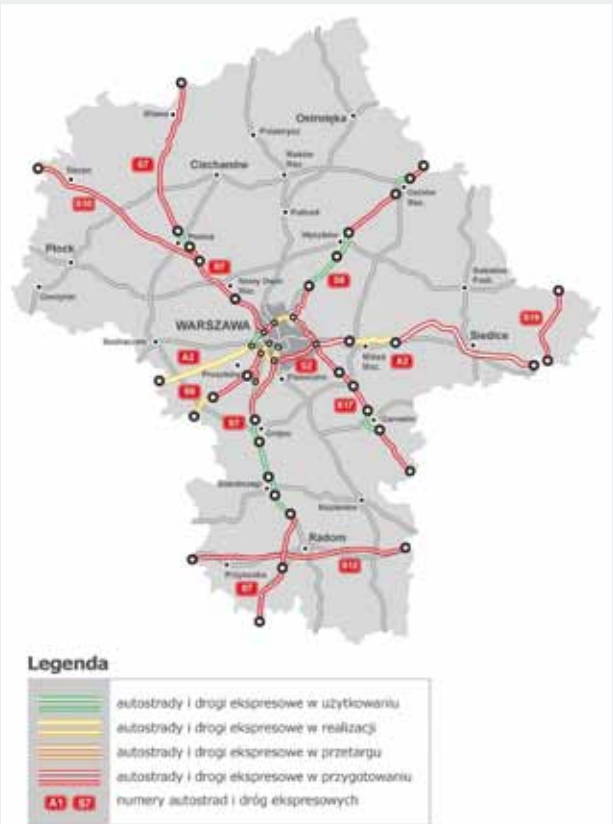 Mława
Ostrołęka
Przasnysz
S7
Ciechanów
Maków
Maz.
Sierpc
S10
Ostrów
Maz.
Pułtusk
Płońsk
Wyszków
Płock
S7
S8
Nowy Dwór
Maz.
Sokołów
Podl.
Gostynin
WARSZAWA
S19
Sochaczew
Siedlce
A2
S2
Mińsk
Maz.
A2
Pruszków
Piaseczno
S8
S17
S7
Garwolin
Grójec
Białobrzegi
Kozienice
Radom
S12
Przysucha
S7
Legenda
autostrady i drogi ekspresowe w użytkowaniu
autostrady i drogi ekspresowe w realizacji
autostrady i drogi ekspresowe w przetargu
autostrady i drogi ekspresowe w przygotowaniu
A1 S7 numery autostrad i dróg ekspresowych